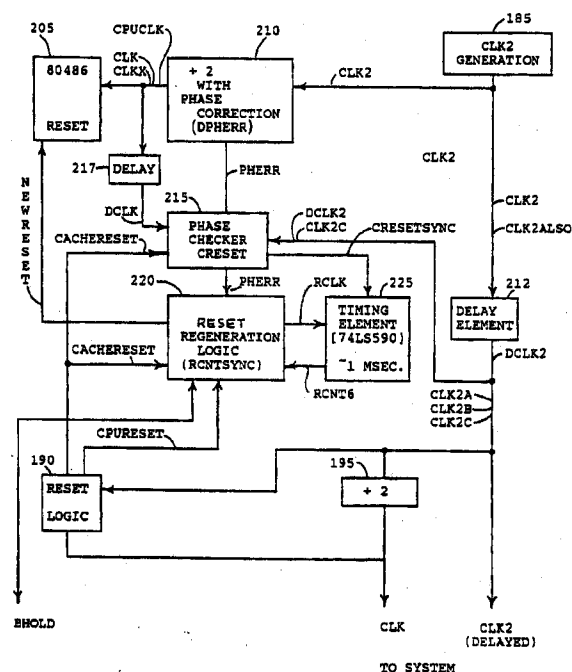 205
80486
RESET
CPUCLK
CLK
CLKX
210
+ 2
WITH
PHASE
CORRECTION
(DPHERR)
CLK2
185
CLK2
GENERATION
CLK2
217
DELAY
DCLK
PHERR
NEWRESET
215
PHASE
CHECKER
CRESET
DCLK2
CLK2C
CRESETSYNC
CLK2
CLK2ALSO
CACHERESET
PHERR
220
RESET
REGENERATION
LOGIC
(RCNTSYNC)
RCLK
225
TIMING
ELEMENT
[74LS590]
~1 MSEC.
RCNT6
212
DELAY
ELEMENT
DCLK2
CACHERESET
CLK2A
CLK2B
CLK2C
CPURESET
190
RESET
LOGIC
195
+ 2
BHOLD
CLK
CLK2
(DELAYED)
TO SYSTEM